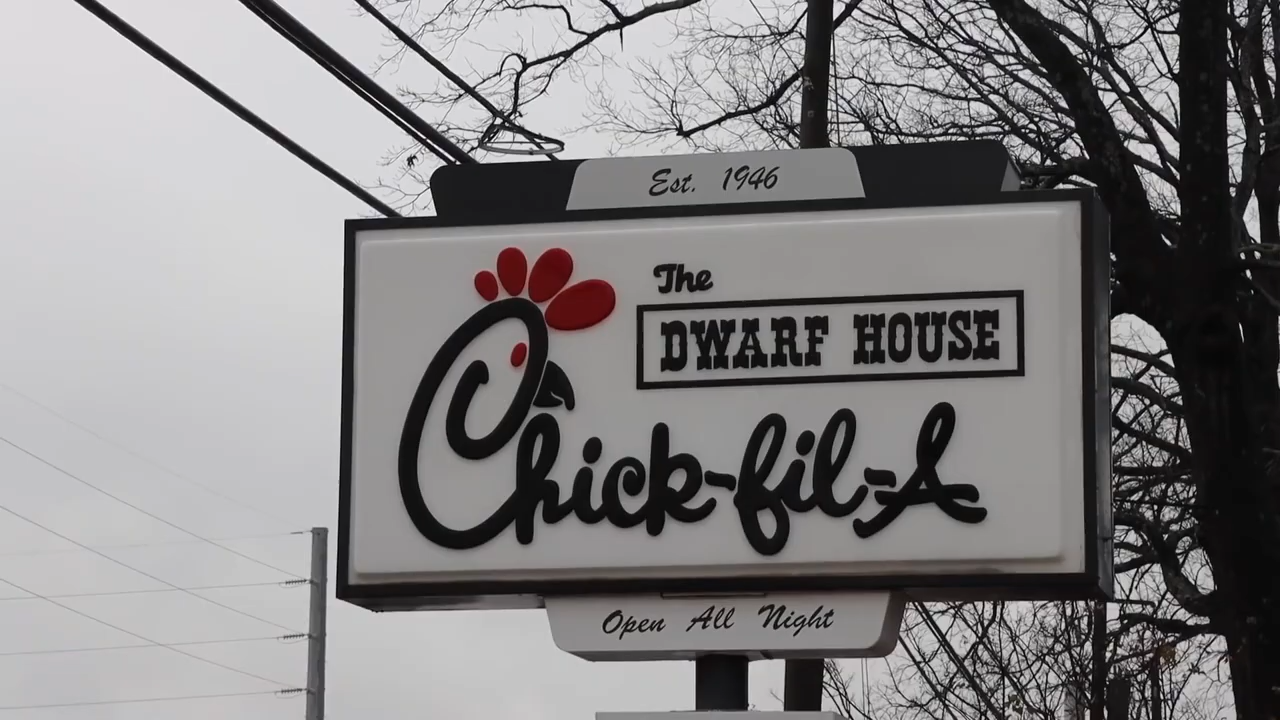 Est. 1946
The
DWARF HOUSE
Chick-fil-A
Open All Night